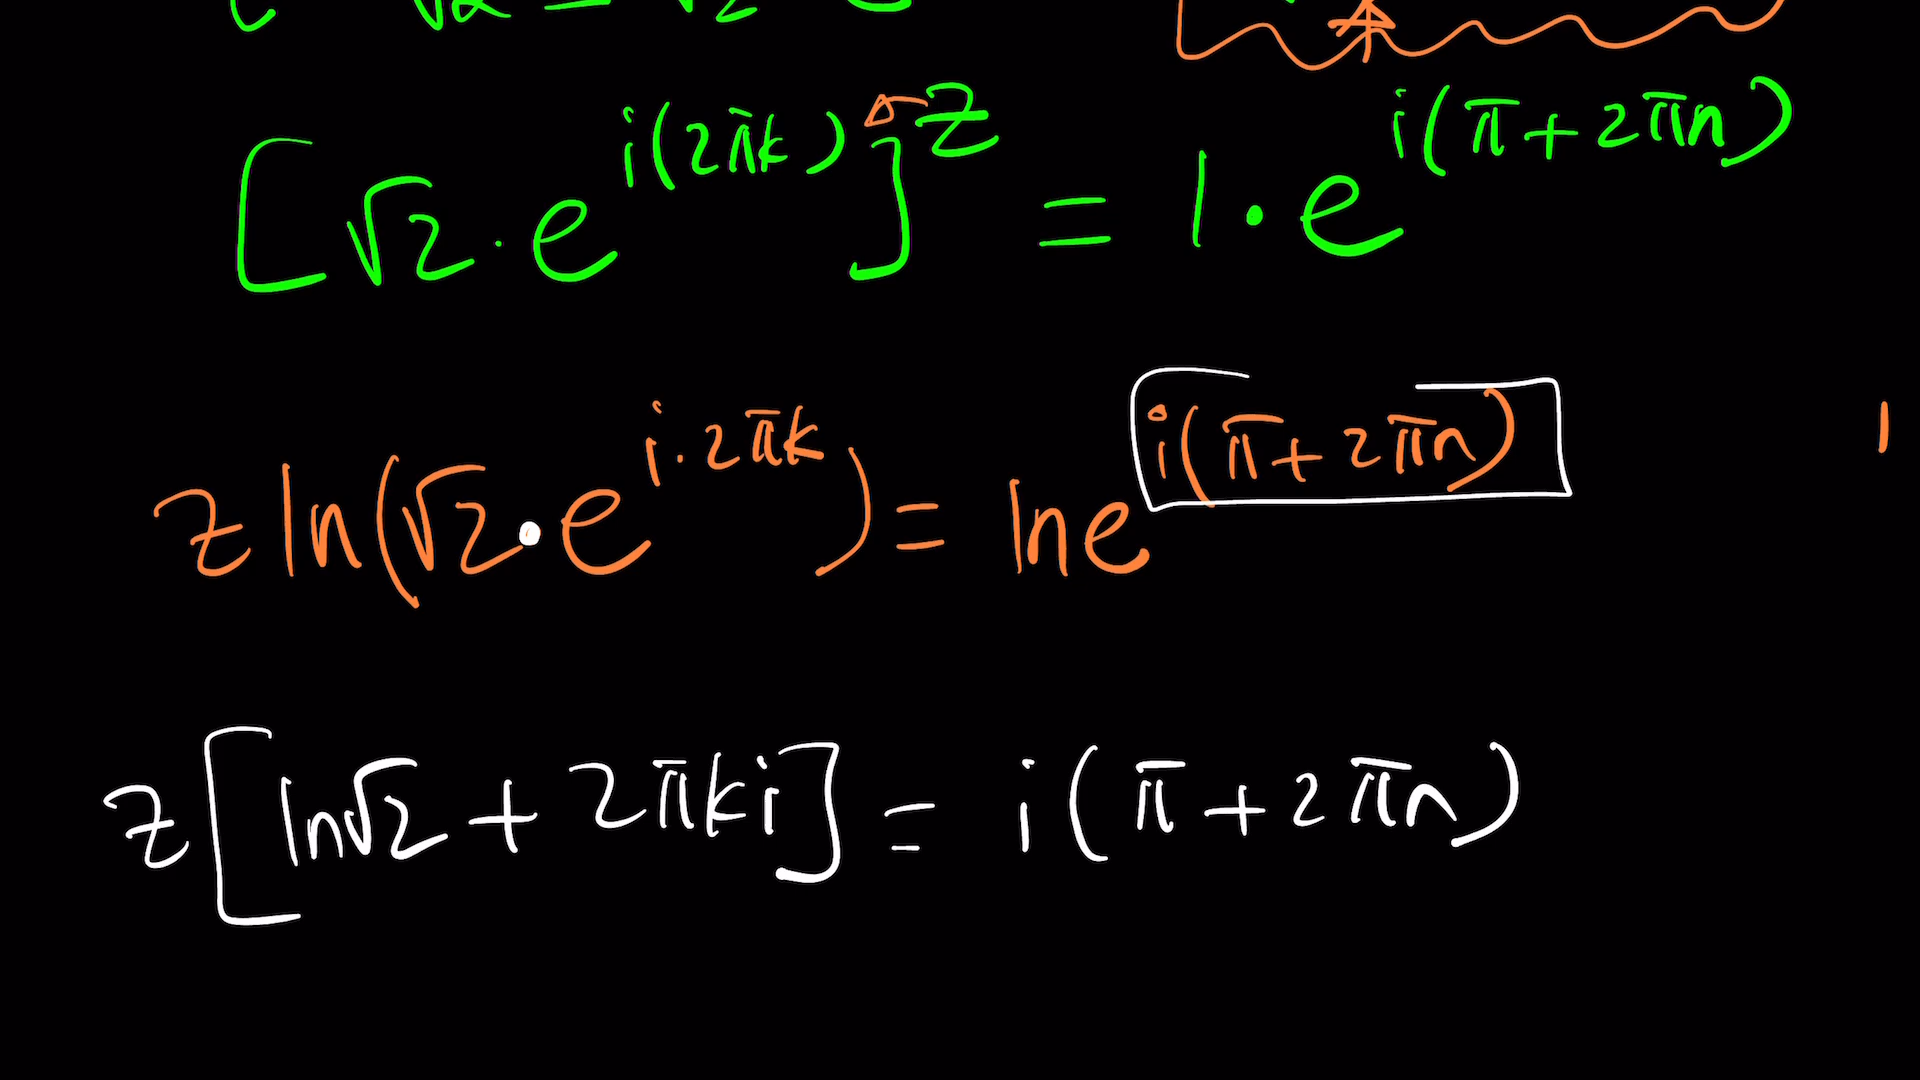 [√2 · e^{i(2πk)}]^z = 1 · e^{i(π + 2πn)}
z ln(√2 · e^{i·2πk}) = ln e^{i(π + 2πn)}
z[ln√2 + 2πki] = i(π + 2πn)